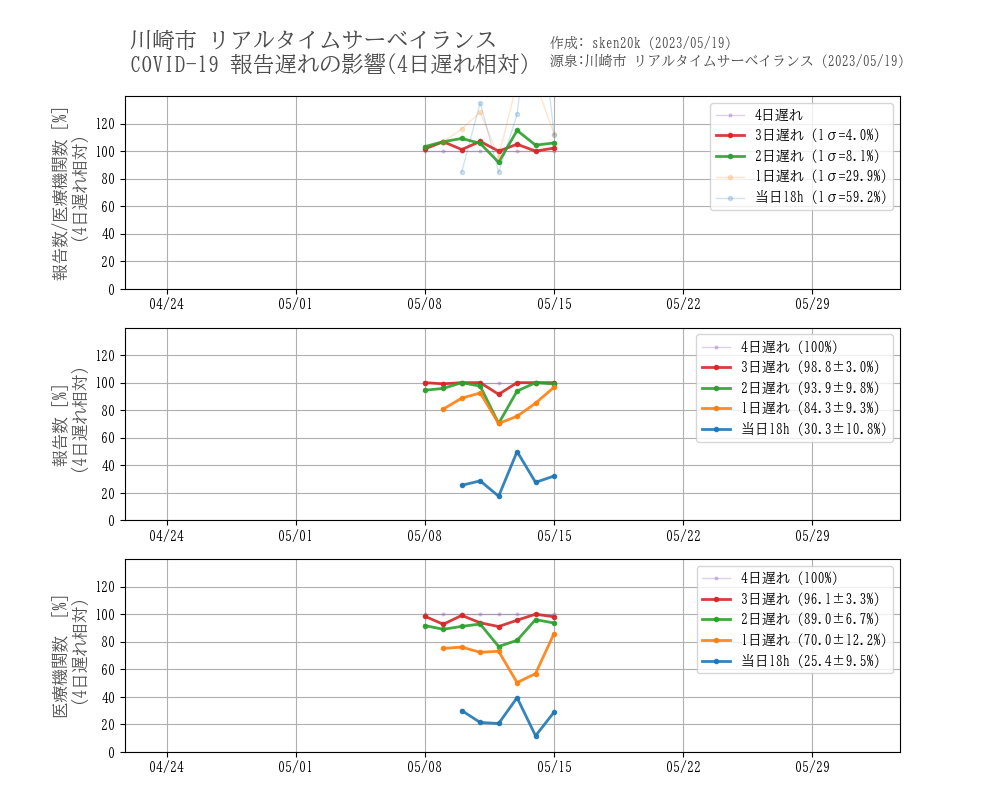 川崎市 リアルタイムサーベイランス
COVID-19 報告遅れの影響(4日遅れ相対)
作成: sken20k (2023/05/19)
源泉:川崎市 リアルタイムサーベイランス (2023/05/19)
報告数/医療機関数 [%]
(4日遅れ相対)
120
100
80
60
40
20
0
4日遅れ
3日遅れ (1σ=4.0%)
2日遅れ (1σ=8.1%)
1日遅れ (1σ=29.9%)
当日18h (1σ=59.2%)
04/24 05/01 05/08 05/15 05/22 05/29
報告数 [%]
(4日遅れ相対)
120
100
80
60
40
20
0
4日遅れ (100%)
3日遅れ (98.8±3.0%)
2日遅れ (93.9±9.8%)
1日遅れ (84.3±9.3%)
当日18h (30.3±10.8%)
04/24 05/01 05/08 05/15 05/22 05/29
医療機関数 [%]
(4日遅れ相対)
120
100
80
60
40
20
0
4日遅れ (100%)
3日遅れ (96.1±3.3%)
2日遅れ (89.0±6.7%)
1日遅れ (70.0±12.2%)
当日18h (25.4±9.5%)
04/24 05/01 05/08 05/15 05/22 05/29